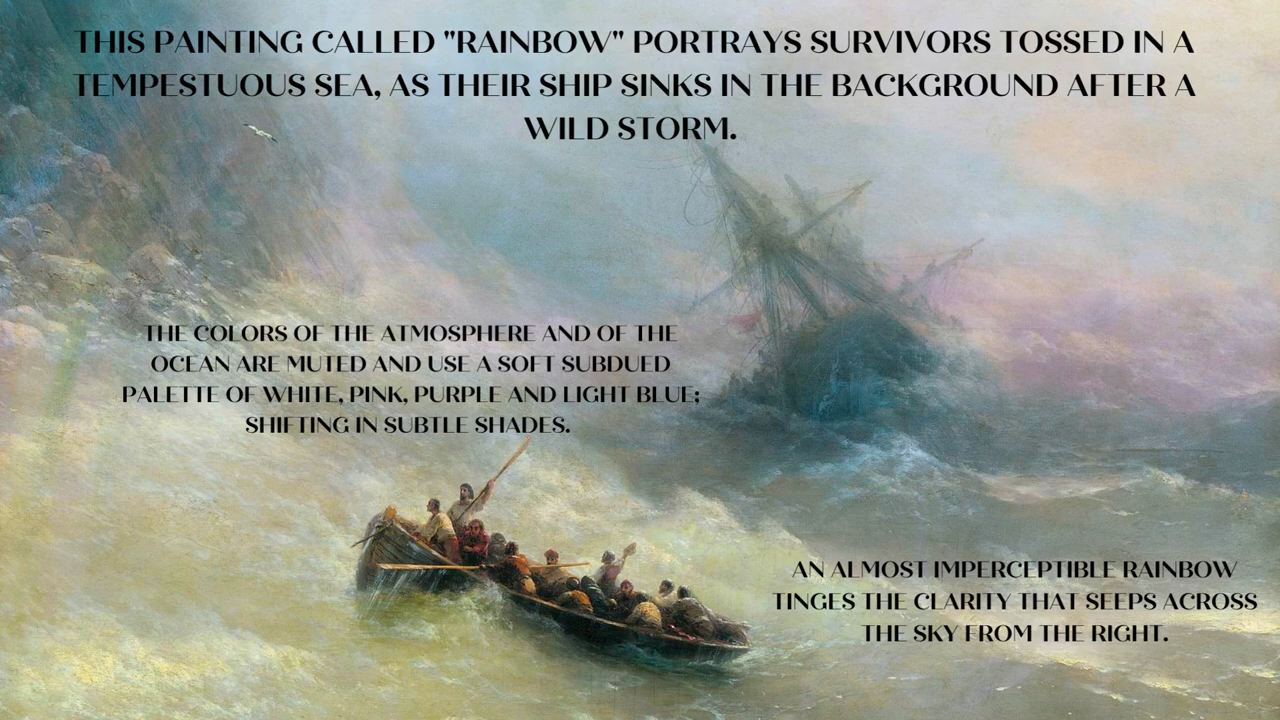 THIS PAINTING CALLED "RAINBOW" PORTRAYS SURVIVORS TOSSED IN A
TEMPESTUOUS SEA, AS THEIR SHIP SINKS IN THE BACKGROUND AFTER A
WILD STORM.
THE COLORS OF THE ATMOSPHERE AND OF THE
OCEAN ARE MUTED AND USE A SOFT SUBDUED
PALETTE OF WHITE, PINK, PURPLE AND LIGHT BLUE;
SHIFTING IN SUBTLE SHADES.
AN ALMOST IMPERCEPTIBLE RAINBOW
TINGES THE CLARITY THAT SEEPS ACROSS
THE SKY FROM THE RIGHT.